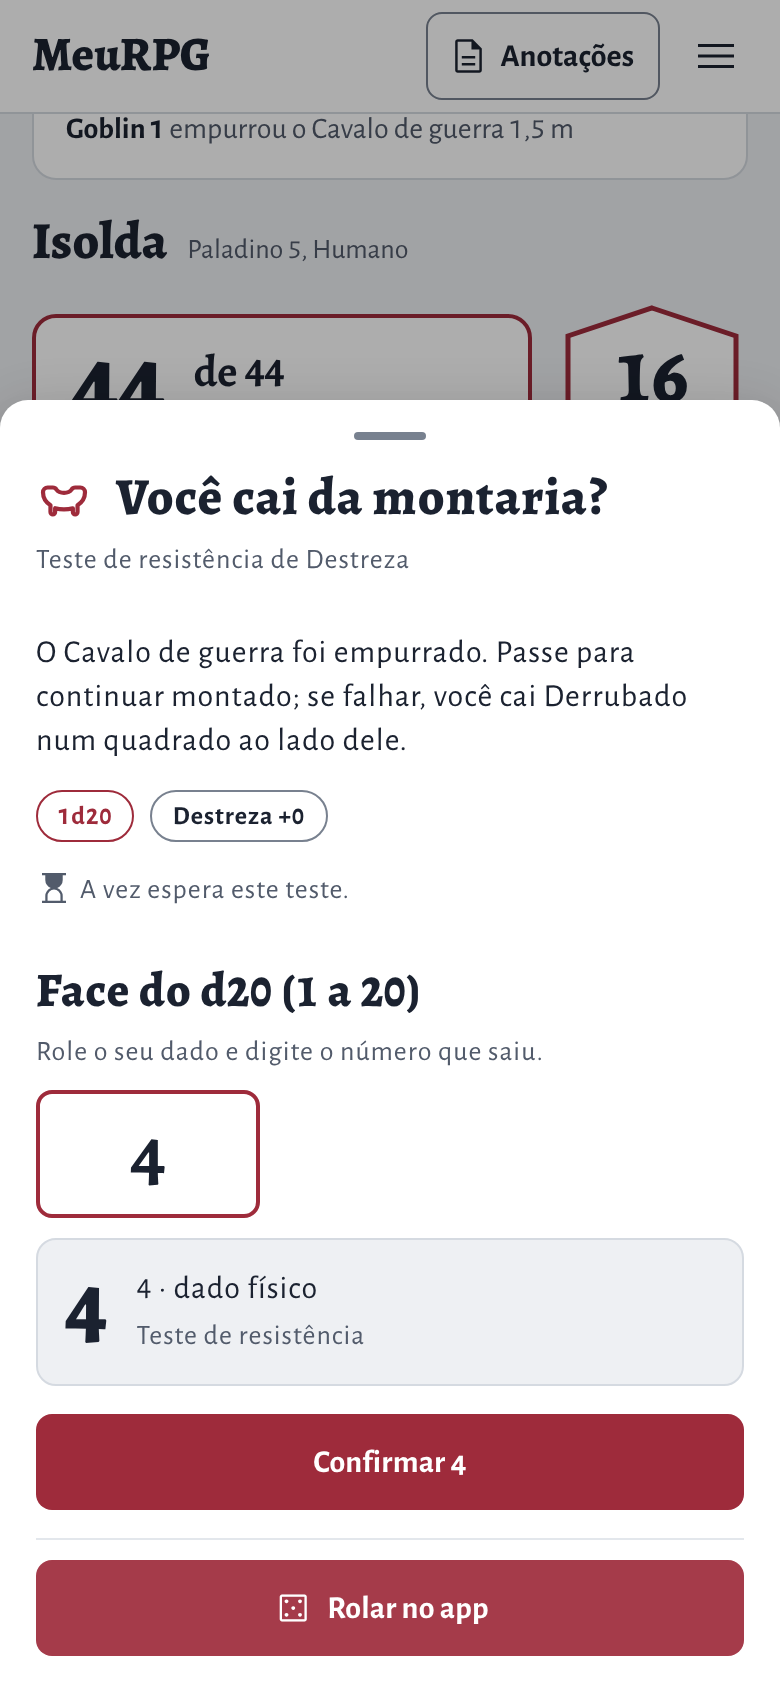 MeuRPG
Anotações
Goblin 1 empurrou o Cavalo de guerra 1,5 m
Isolda Paladino 5, Humano
44 de 44
16
Você cai da montaria?
Teste de resistência de Destreza
O Cavalo de guerra foi empurrado. Passe para
continuar montado; se falhar, você cai Derrubado
num quadrado ao lado dele.
1d20
Destreza +0
A vez espera este teste.
Face do d20 (1 a 20)
Role o seu dado e digite o número que saiu.
4
4
4 · dado físico
Teste de resistência
Confirmar 4
Rolar no app